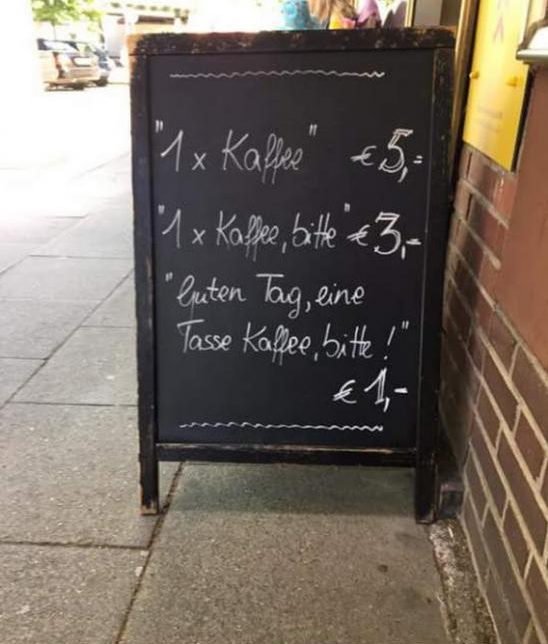 "1 x Kaffee" € 5,=
"1 x Kaffee, bitte" € 3,-
"Guten Tag, eine
Tasse Kaffee, bitte!"
€ 1,-